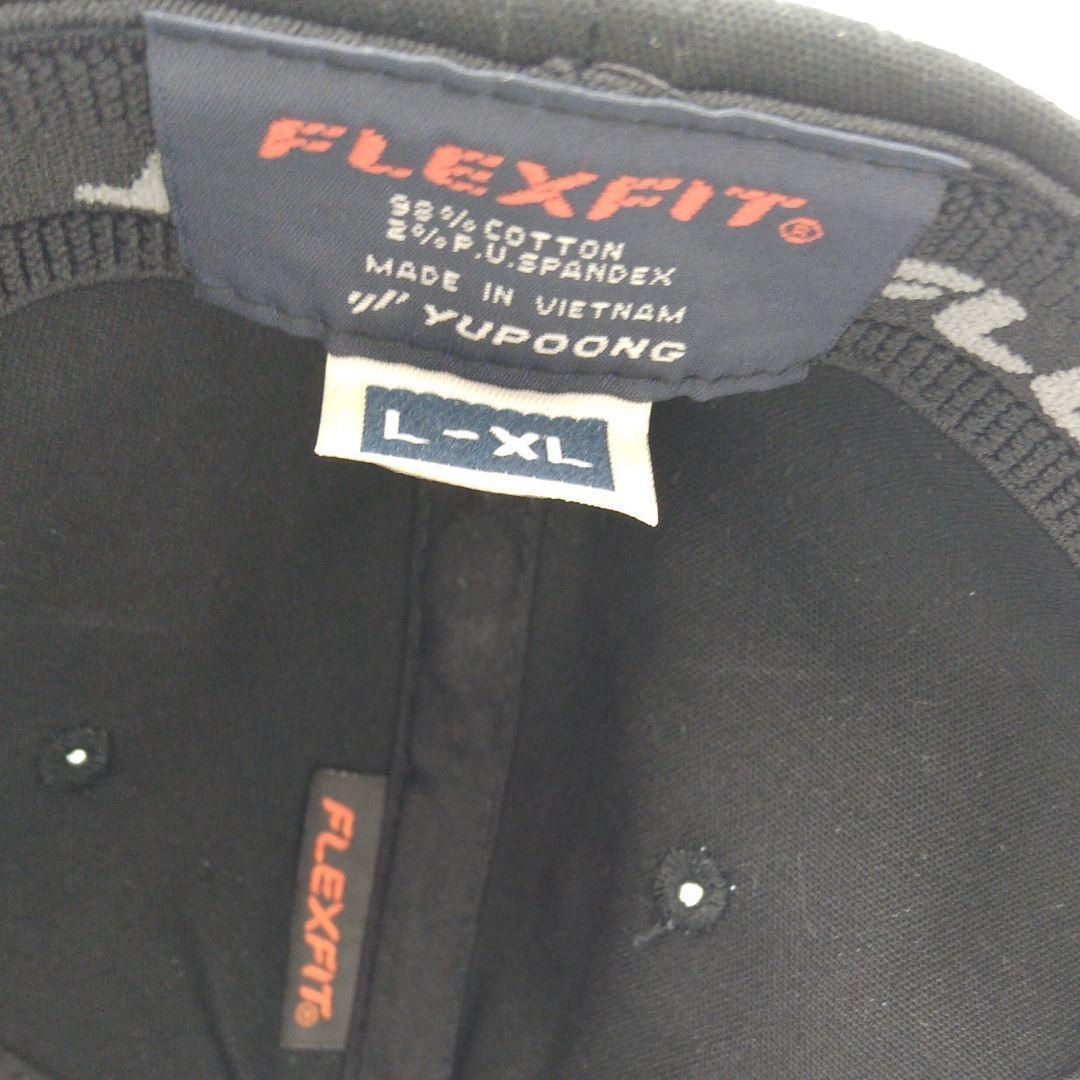 FLEXFIT®
98% COTTON
2% P.U.SPANDEX
MADE IN VIETNAM
YUPOONG
L-XL
FLEXFIT®